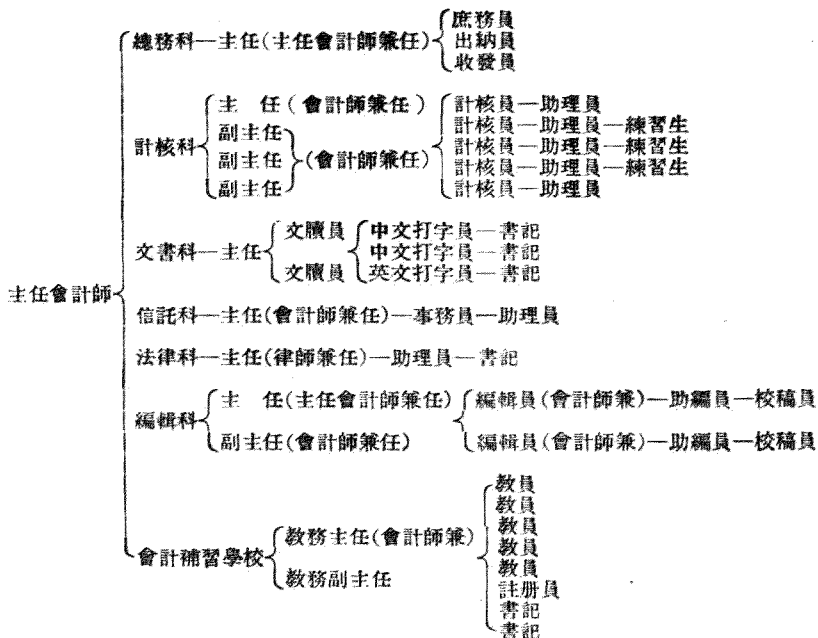 總務科—主任(主任會計師兼任) 庶務員
出納員
收發員
計核科 主 任(會計師兼任) 計核員—助理員
副主任 計核員—助理員—練習生
副主任 (會計師兼任) 計核員—助理員—練習生
副主任 計核員—助理員—練習生
計核員—助理員
文書科—主任 文牘員 中文打字員—書記
中文打字員—書記
文牘員 英文打字員—書記
主任會計師
信託科—主任(會計師兼任)—事務員—助理員
法律科—主任(律師兼任)—助理員—書記
編輯科 主 任(主任會計師兼任) 編輯員(會計師兼)—助編員—校稿員
副主任(會計師兼任) 編輯員(會計師兼)—助編員—校稿員
會計補習學校 教務主任(會計師兼) 教員
教員
教員
教員
教務副主任 教員
註册員
書記
書記